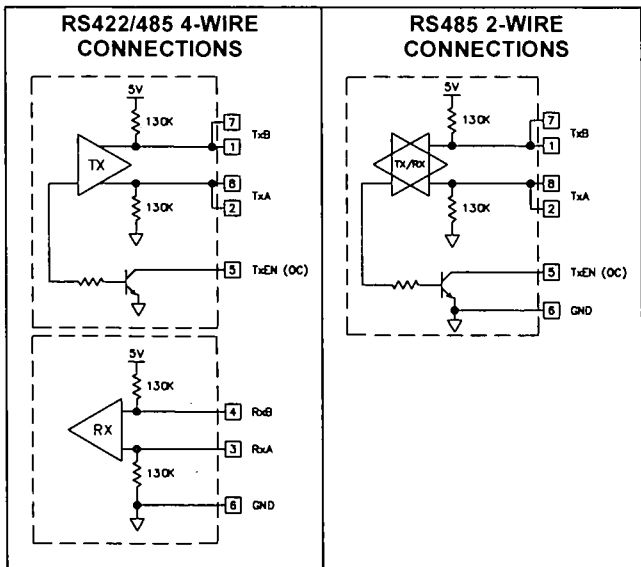 RS422/485 4-WIRE
CONNECTIONS
5V
130K
7
TxB
1
TX
8
TxA
130K
2
5 TxEN (OC)
5V
130K
4 RxB
RX
3 RxA
130K
6 GND
RS485 2-WIRE
CONNECTIONS
5V
130K
7
TxB
1
TX/RX
8
TxA
130K
2
5 TxEN (OC)
6 GND